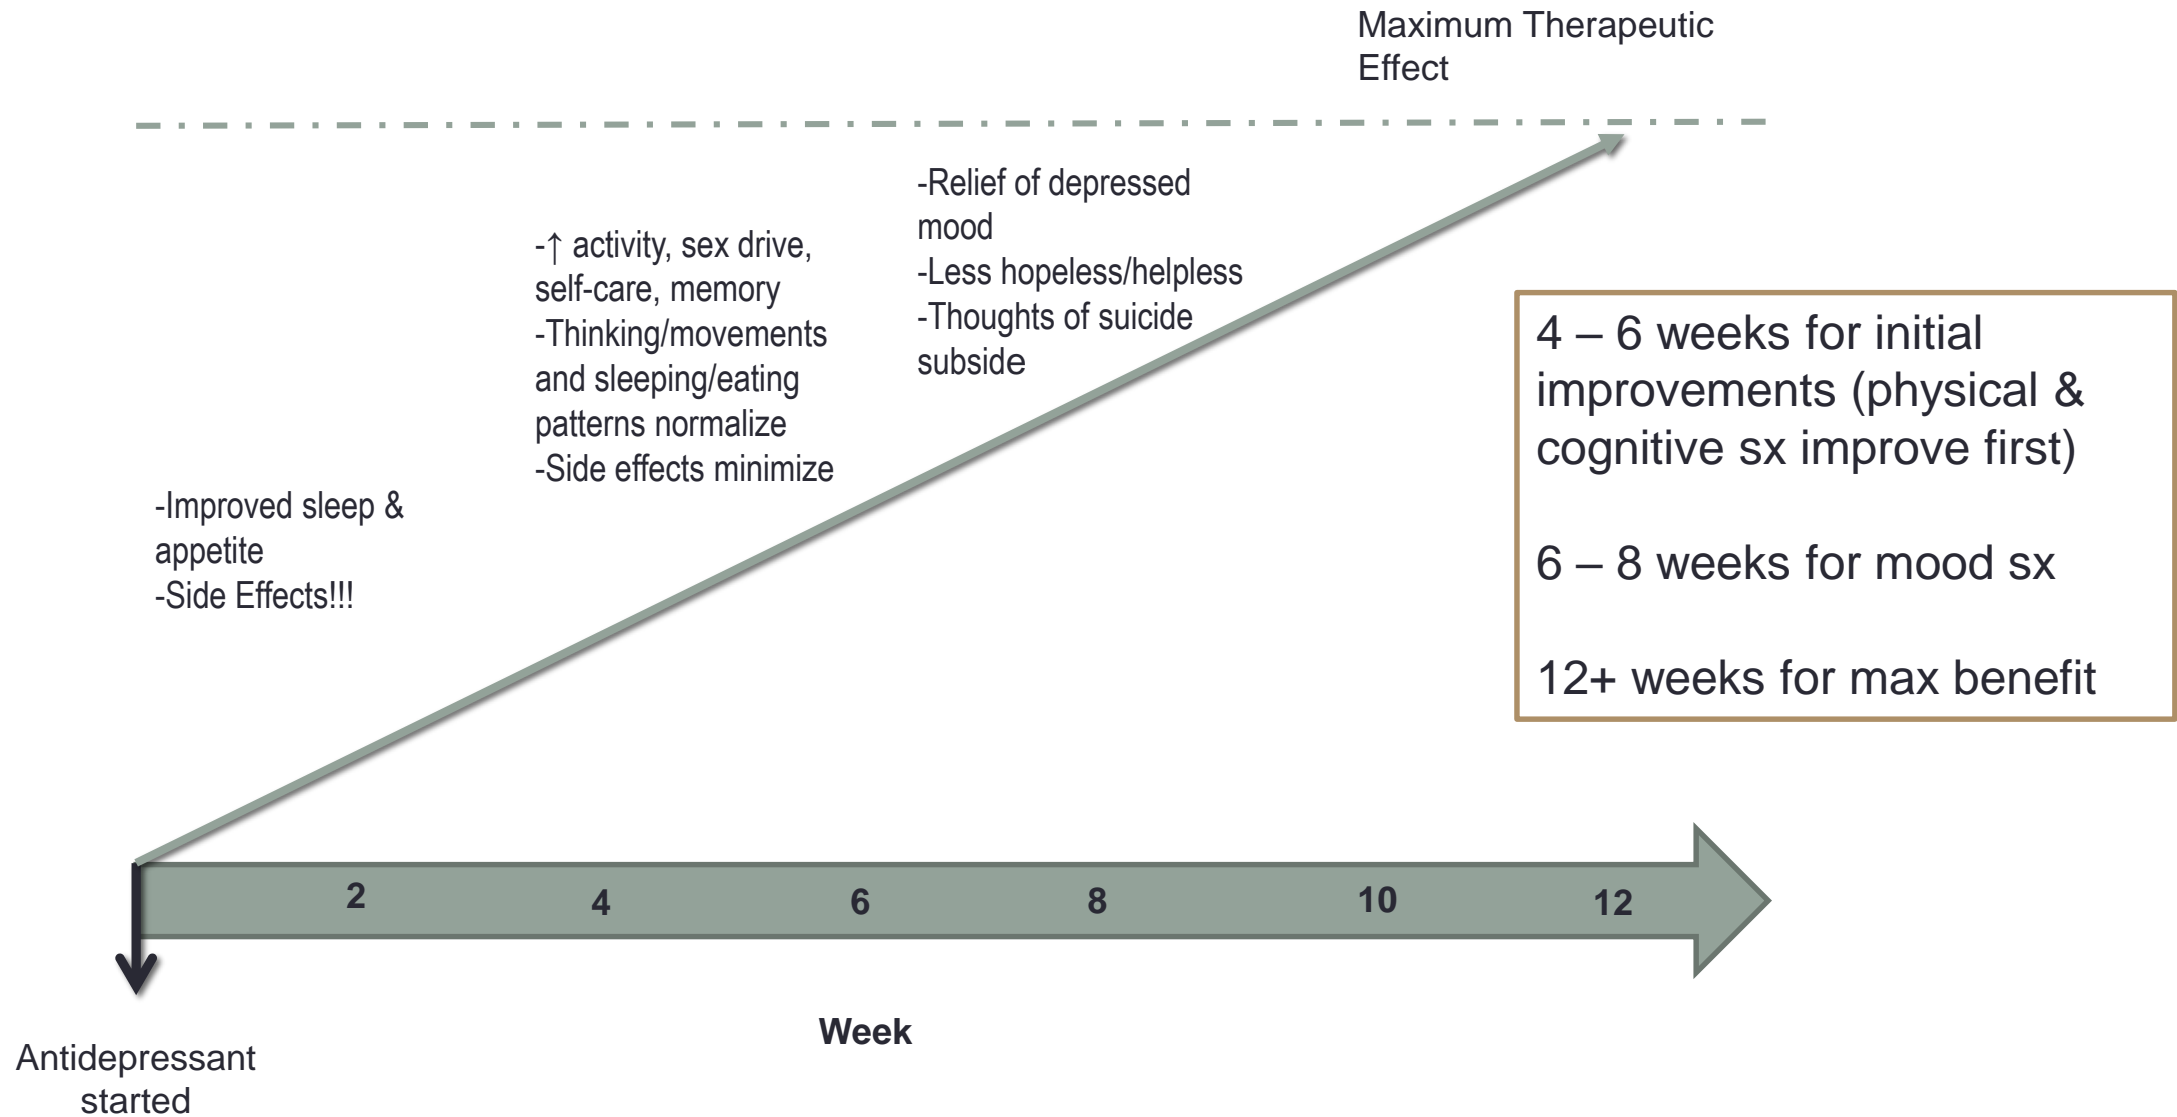 Maximum Therapeutic
Effect
-Relief of depressed
mood
-Less hopeless/helpless
-Thoughts of suicide
subside
-↑ activity, sex drive,
self-care, memory
-Thinking/movements
and sleeping/eating
patterns normalize
-Side effects minimize
-Improved sleep &
appetite
-Side Effects!!!
4 – 6 weeks for initial
improvements (physical &
cognitive sx improve first)
6 – 8 weeks for mood sx
12+ weeks for max benefit
2 4 6 8 10 12
Week
Antidepressant
started